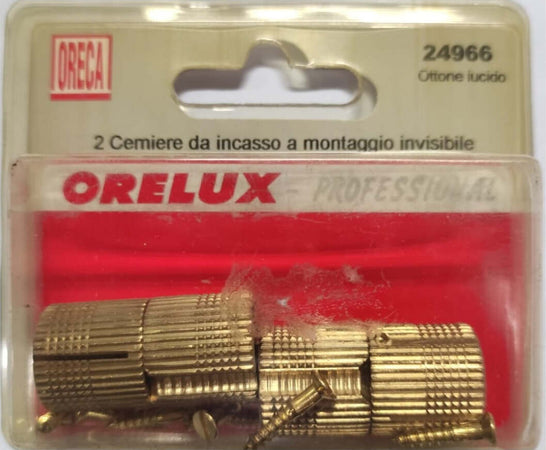 ORECA
24966
Ottone lucido
2 Cerniere da incasso a montaggio invisibile
ORELUX - PROFESSIONAL